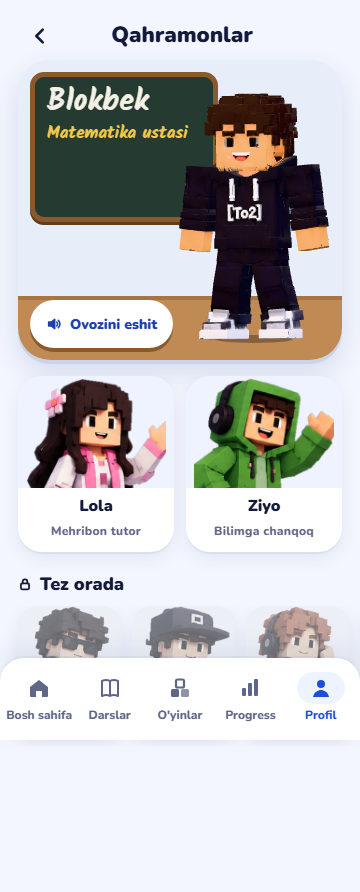 Qahramonlar
Blokbek
Matematika ustasi
[To2]
Ovozini eshit
Lola
Mehribon tutor
Ziyo
Bilimga chanqoq
Tez orada
Bosh sahifa
Darslar
O'yinlar
Progress
Profil